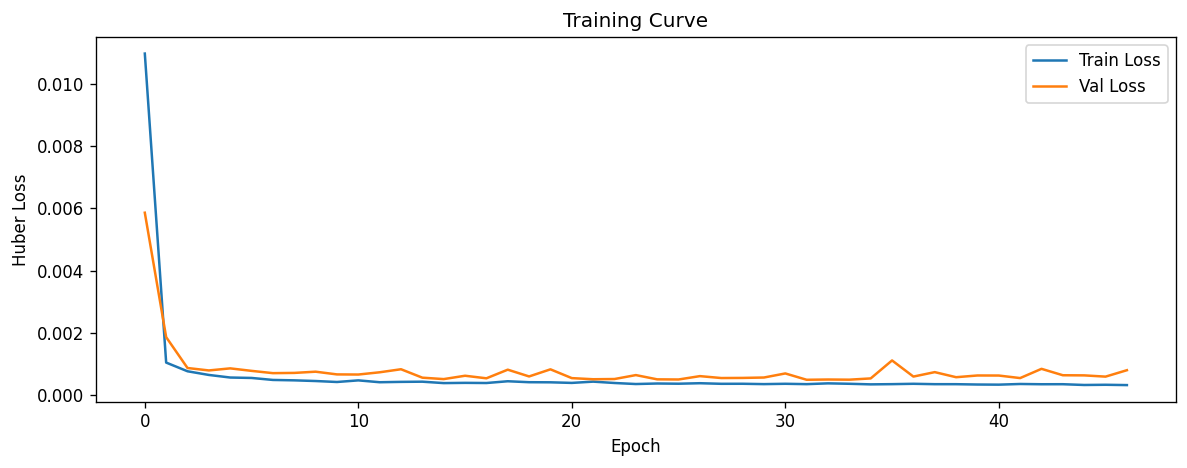 Training Curve
Train Loss
Val Loss
0.010
0.008
0.006
0.004
0.002
0.000
Huber Loss
0 10 20 30 40
Epoch